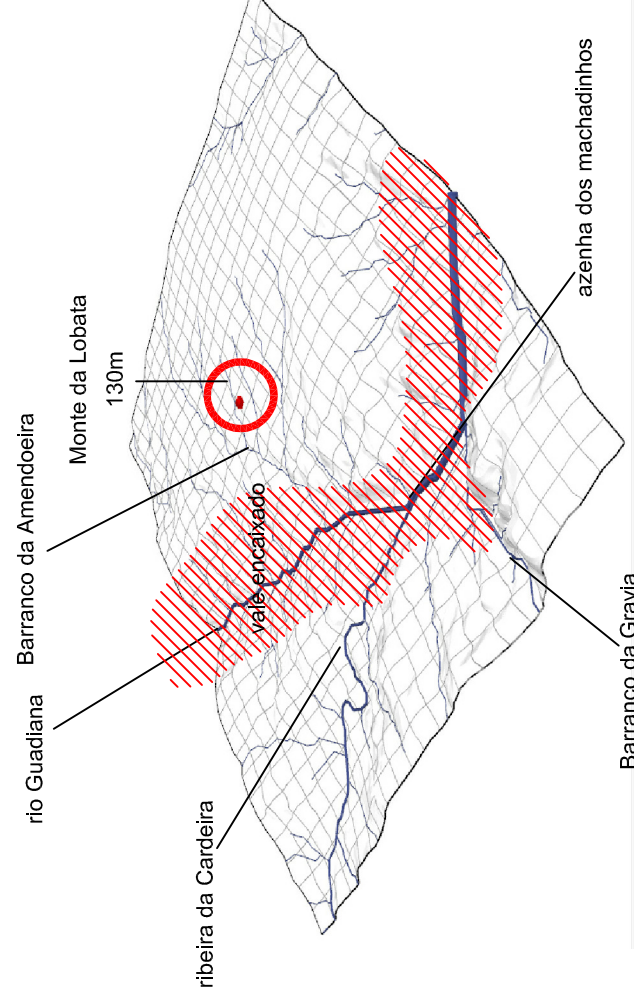 rio Guadiana
Barranco da Amendoeira
Monte da Lobata
130m
ribeira da Cardeira
vale encaixado
azenha dos machadinhos
Barranco da Gravia